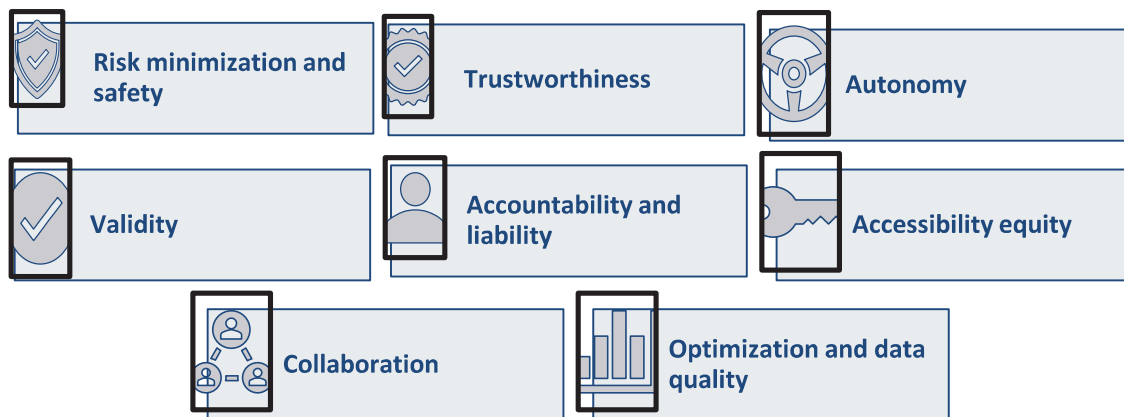 Risk minimization and
safety
Trustworthiness
Autonomy
Validity
Accountability and
liability
Accessibility equity
Collaboration
Optimization and data
quality